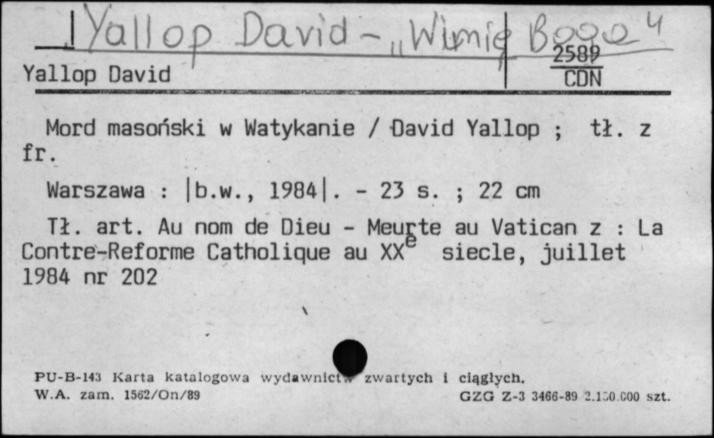 Yallop David - „W imię Boga"
2589
CDN
Yallop David
Mord masoński w Watykanie / David Yallop ; tł. z
fr.
Warszawa : |b.w., 1984|. - 23 s. ; 22 cm
Tł. art. Au nom de Dieu - Meurte au Vatican z : La
Contre-Reforme Catholique au XXe siecle, juillet
1984 nr 202
PU-B-143 Karta katalogowa wydawnictw zwartych i ciągłych.
W.A. zam. 1562/On/89 GZG Z-3 3466-89 2.150.000 szt.